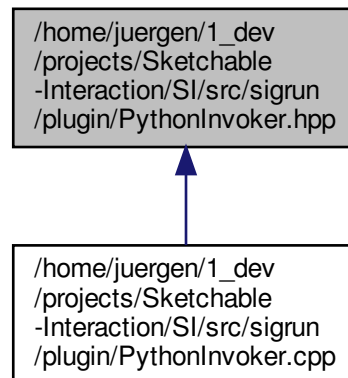 /home/juergen/1_dev
/projects/Sketchable
-Interaction/SI/src/sigrun
/plugin/PythonInvoker.hpp
/home/juergen/1_dev
/projects/Sketchable
-Interaction/SI/src/sigrun
/plugin/PythonInvoker.cpp